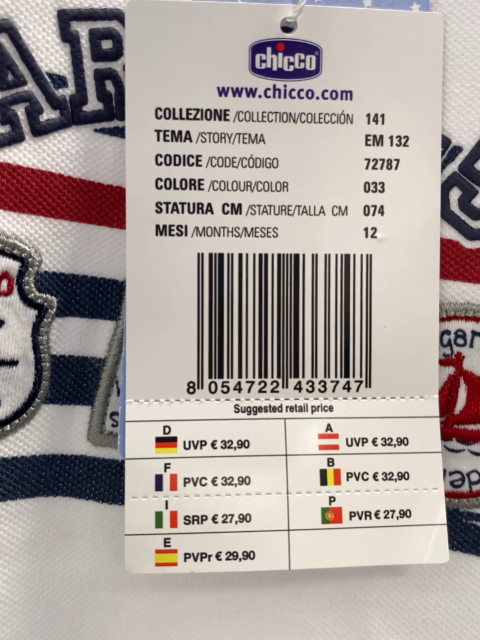 AR
chicco
www.chicco.com
COLLEZIONE /COLLECTION/COLECCIÓN 141
TEMA /STORY/TEMA EM 132
CODICE /CODE/CÓDIGO 72787
COLORE /COLOUR/COLOR 033
STATURA CM /STATURE/TALLA CM 074
MESI /MONTHS/MESES 12
8 054722 433747
Suggested retail price
D UVP € 32,90
A UVP € 32,90
F PVC € 32,90
B PVC € 32,90
I SRP € 27,90
P PVR € 27,90
E PVPr € 29,90